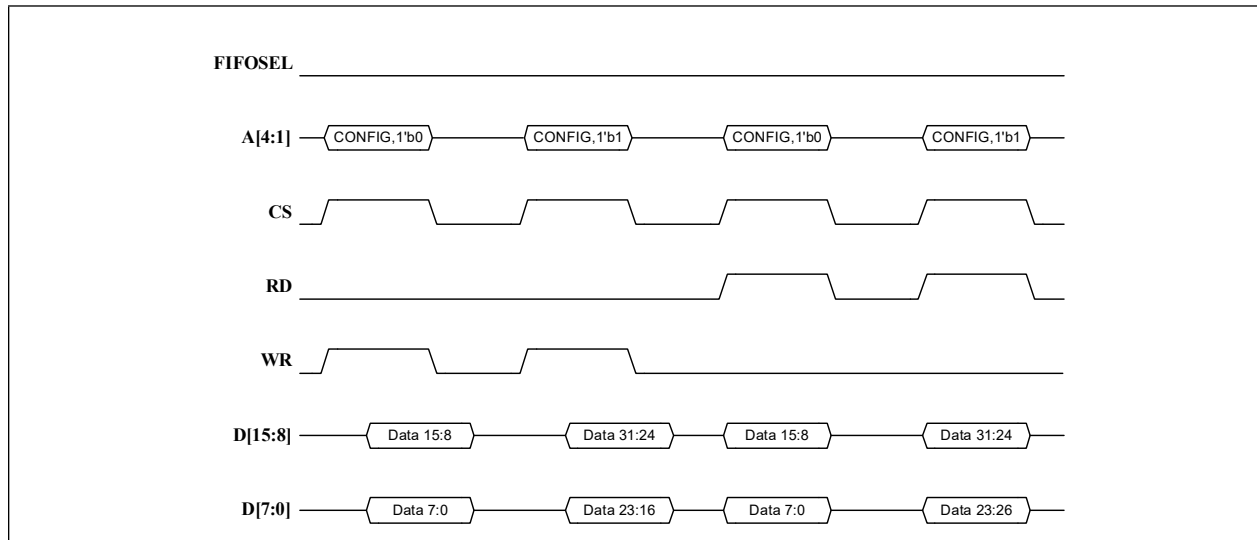 FIFOSEL
A[4:1] CONFIG,1'b0 CONFIG,1'b1 CONFIG,1'b0 CONFIG,1'b1
CS
RD
WR
D[15:8] Data 15:8 Data 31:24 Data 15:8 Data 31:24
D[7:0] Data 7:0 Data 23:16 Data 7:0 Data 23:26